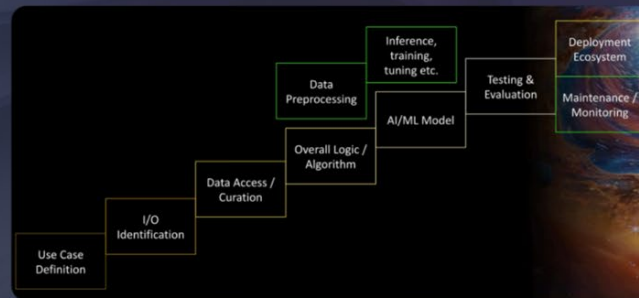 Use Case
Definition
I/O
Identification
Data Access /
Curation
Overall Logic /
Algorithm
Data
Preprocessing
AI/ML Model
Inference,
training,
tuning etc.
Testing &
Evaluation
Deployment
Ecosystem
Maintenance /
Monitoring